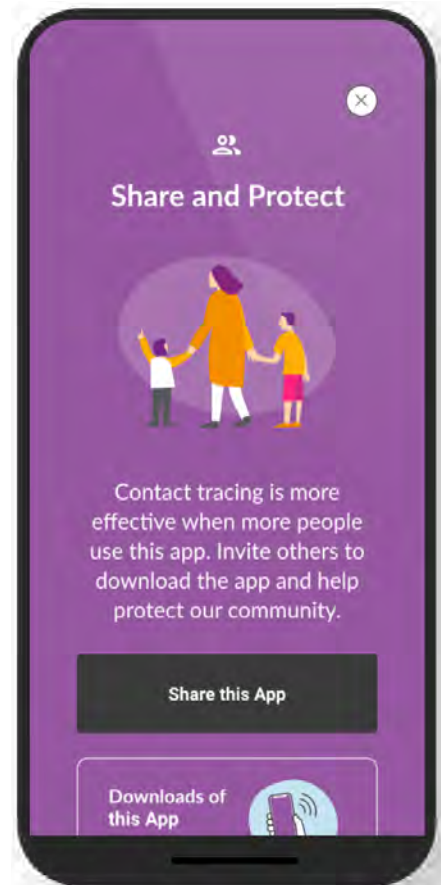 Share and Protect
Contact tracing is more
effective when more people
use this app. Invite others to
download the app and help
protect our community.
Share this App
Downloads of
this App